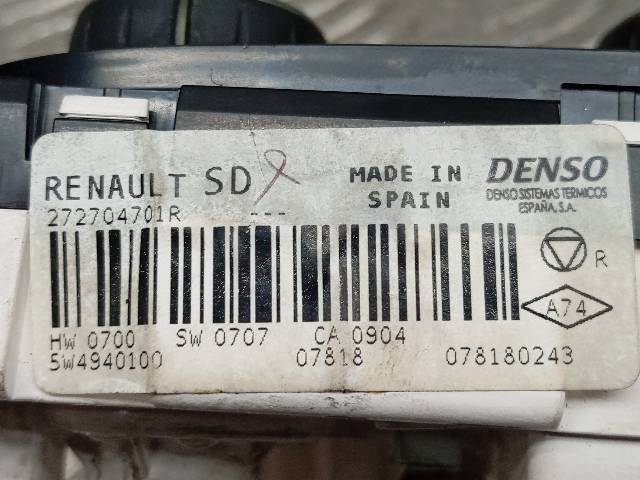 RENAULT SD
MADE IN
SPAIN
DENSO
DENSO SISTEMAS TERMICOS
ESPAÑA, S.A.
272704701R ---
R
A74
HW 0700 SW 0707 CA 0904
SW4940100 07818 078180243